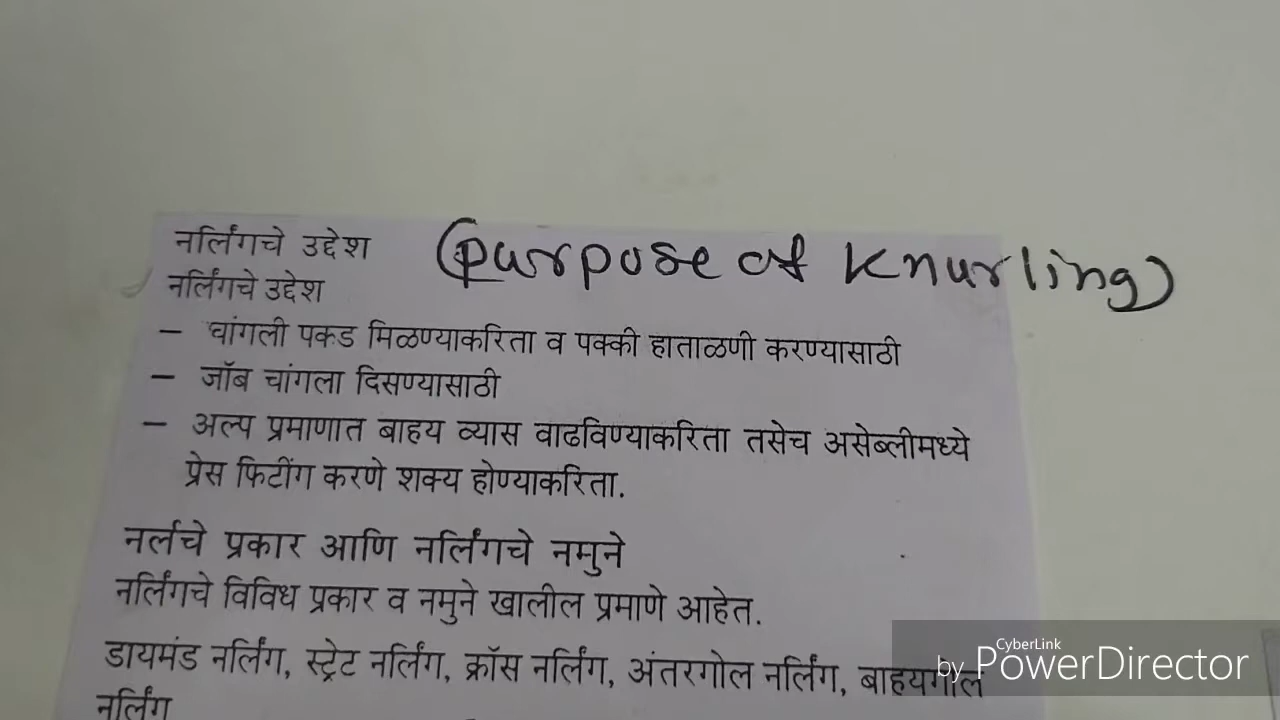 नर्लिंगचे उद्देश (purpose of knurling)
नर्लिंगचे उद्देश
– चांगली पकड मिळण्याकरिता व पक्की हाताळणी करण्यासाठी
– जॉब चांगला दिसण्यासाठी
– अल्प प्रमाणात बाहय व्यास वाढविण्याकरिता तसेच असेब्लीमध्ये
प्रेस फिटींग करणे शक्य होण्याकरिता.
नर्लचे प्रकार आणि नर्लिंगचे नमुने
नर्लिंगचे विविध प्रकार व नमुने खालील प्रमाणे आहेत.
डायमंड नर्लिंग, स्ट्रेट नर्लिंग, क्रॉस नर्लिंग, अंतरगोल नर्लिंग, बाहयगोल
नर्लिंग
CyberLink
by PowerDirector